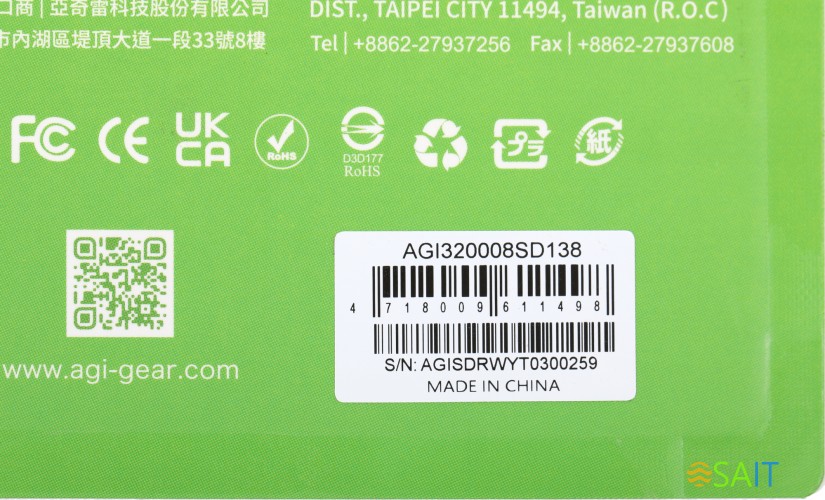 口商 | 亞奇雷科技股份有限公司
市內湖區堤頂大道一段33號8樓
DIST., TAIPEI CITY 11494, Taiwan (R.O.C)
Tel | +8862-27937256 Fax | +8862-27937608
FC CE UK CA RoHS D3D177 RoHS プラ 紙
AGI320008SD138
4 718009 611498
S/N: AGISDRWYT0300259
MADE IN CHINA
www.agi-gear.com
SAIT